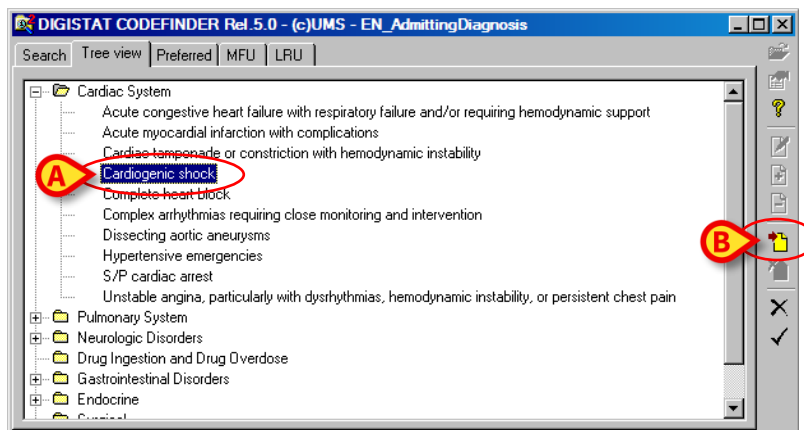 DIGISTAT CODEFINDER Rel.5.0 - (c)UMS - EN_AdmittingDiagnosis
Search Tree view Preferred MFU LRU
Cardiac System
Acute congestive heart failure with respiratory failure and/or requiring hemodynamic support
Acute myocardial infarction with complications
Cardiac tamponade or constriction with hemodynamic instability
A Cardiogenic shock
Complete heart block
Complex arrhythmias requiring close monitoring and intervention
Dissecting aortic aneurysms
B
Hypertensive emergencies
S/P cardiac arrest
Unstable angina, particularly with dysrhythmias, hemodynamic instability, or persistent chest pain
Pulmonary System
Neurologic Disorders
Drug Ingestion and Drug Overdose
Gastrointestinal Disorders
Endocrine